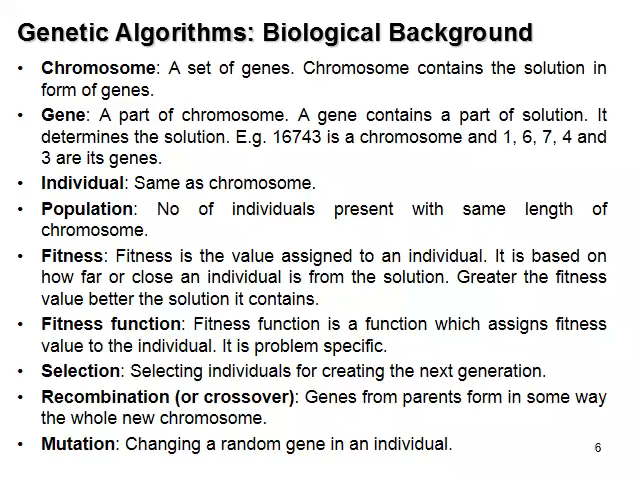 Genetic Algorithms: Biological Background
• Chromosome: A set of genes. Chromosome contains the solution in
form of genes.
• Gene: A part of chromosome. A gene contains a part of solution. It
determines the solution. E.g. 16743 is a chromosome and 1, 6, 7, 4 and
3 are its genes.
• Individual: Same as chromosome.
• Population: No of individuals present with same length of
chromosome.
• Fitness: Fitness is the value assigned to an individual. It is based on
how far or close an individual is from the solution. Greater the fitness
value better the solution it contains.
• Fitness function: Fitness function is a function which assigns fitness
value to the individual. It is problem specific.
• Selection: Selecting individuals for creating the next generation.
• Recombination (or crossover): Genes from parents form in some way
the whole new chromosome.
• Mutation: Changing a random gene in an individual.
6